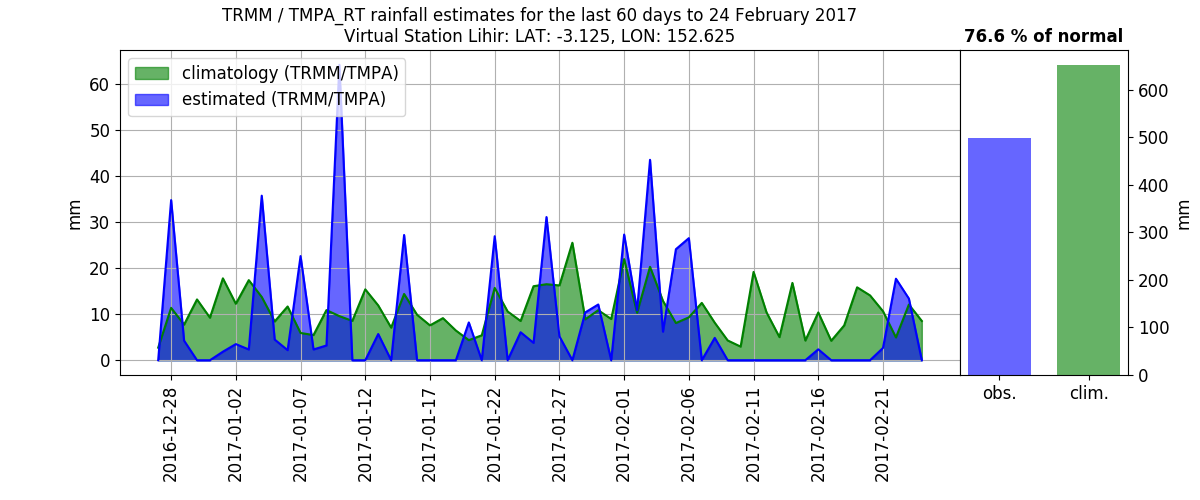 TRMM / TMPA_RT rainfall estimates for the last 60 days to 24 February 2017
Virtual Station Lihir: LAT: -3.125, LON: 152.625
76.6 % of normal
climatology (TRMM/TMPA)
estimated (TRMM/TMPA)
mm
60
50
40
30
20
10
0
2016-12-28
2017-01-02
2017-01-07
2017-01-12
2017-01-17
2017-01-22
2017-01-27
2017-02-01
2017-02-06
2017-02-11
2017-02-16
2017-02-21
600
500
400
300
200
100
0
mm
obs.
clim.